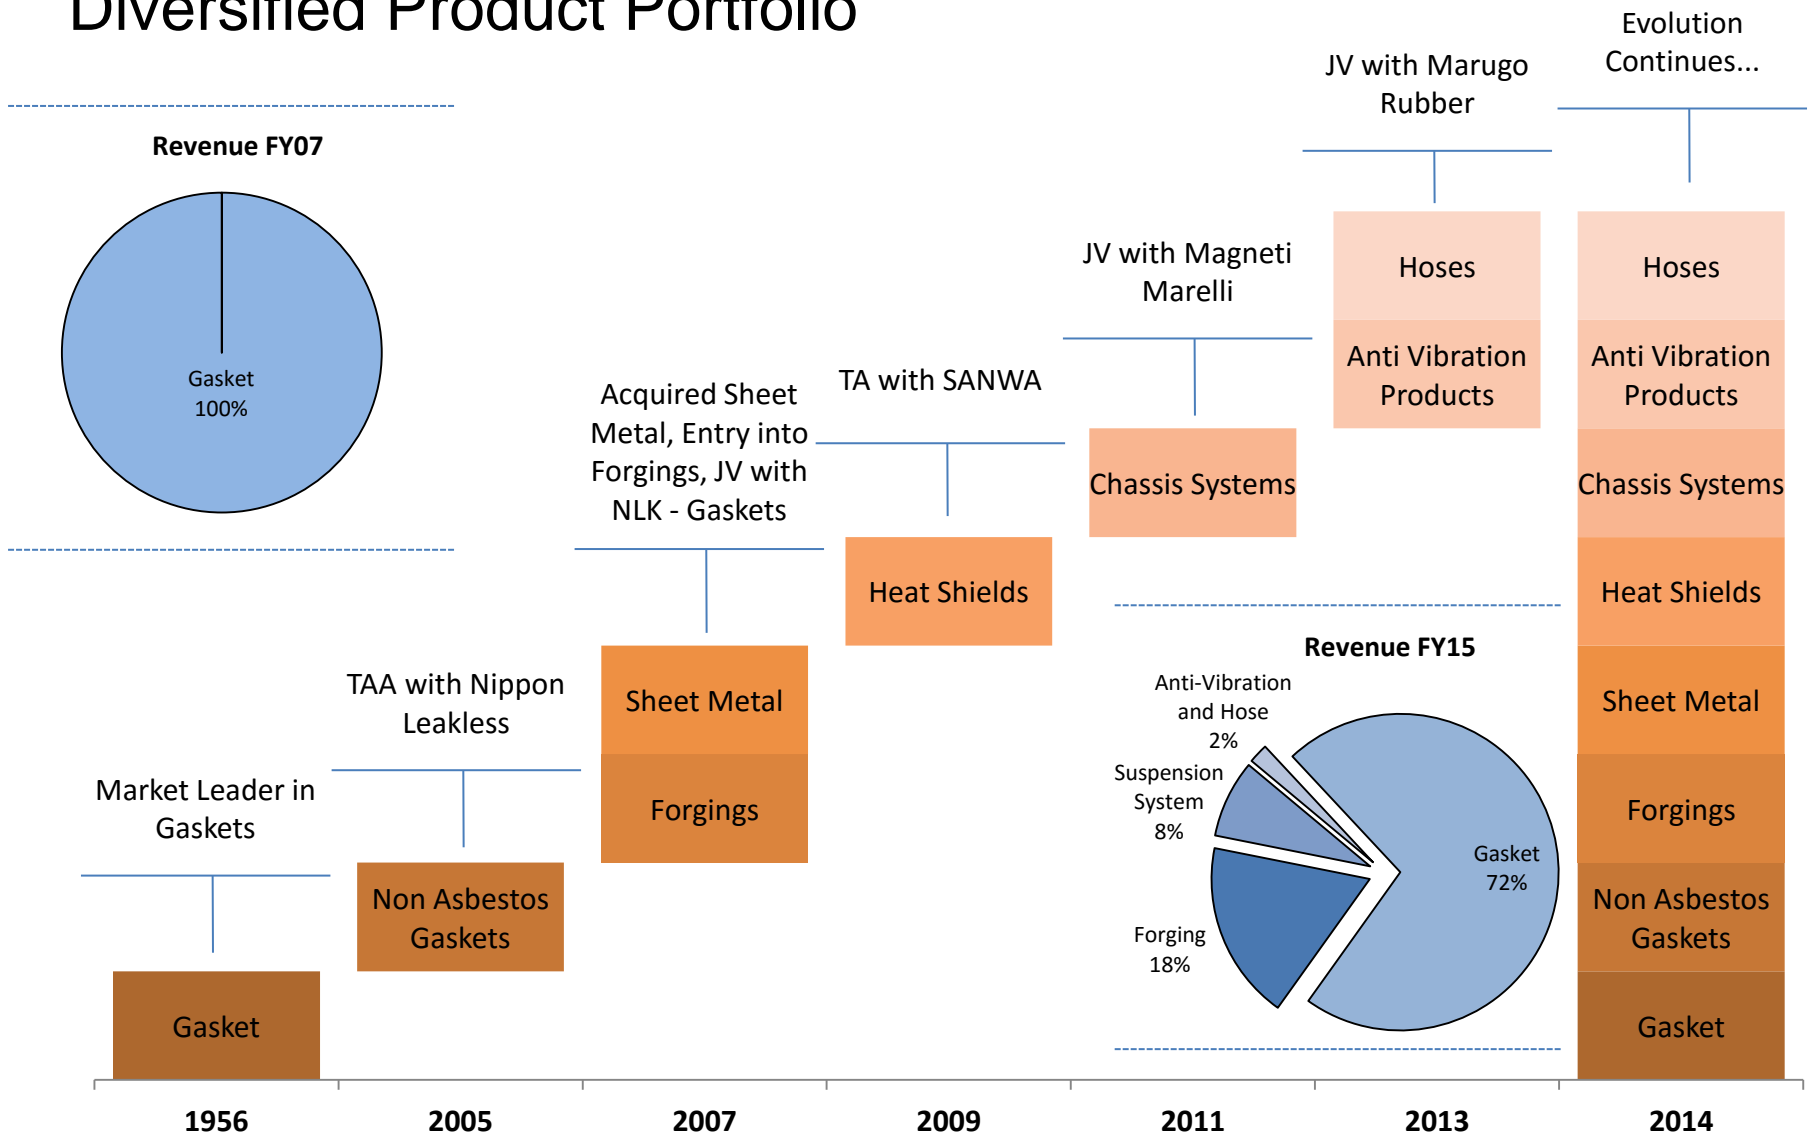 Diversified Product Portfolio
Evolution
Continues...
JV with Marugo
Rubber
Revenue FY07
Gasket
100%
JV with Magneti
Marelli
Hoses
Hoses
Anti Vibration
Products
Anti Vibration
Products
TA with SANWA
Acquired Sheet
Metal, Entry into
Forgings, JV with
NLK - Gaskets
Chassis Systems
Chassis Systems
Heat Shields
Heat Shields
Revenue FY15
Anti-Vibration
and Hose
2%
Suspension
System
8%
Gasket
72%
Forging
18%
TAA with Nippon
Leakless
Sheet Metal
Sheet Metal
Market Leader in
Gaskets
Forgings
Forgings
Non Asbestos
Gaskets
Non Asbestos
Gaskets
Gasket
Gasket
1956 2005 2007 2009 2011 2013 2014